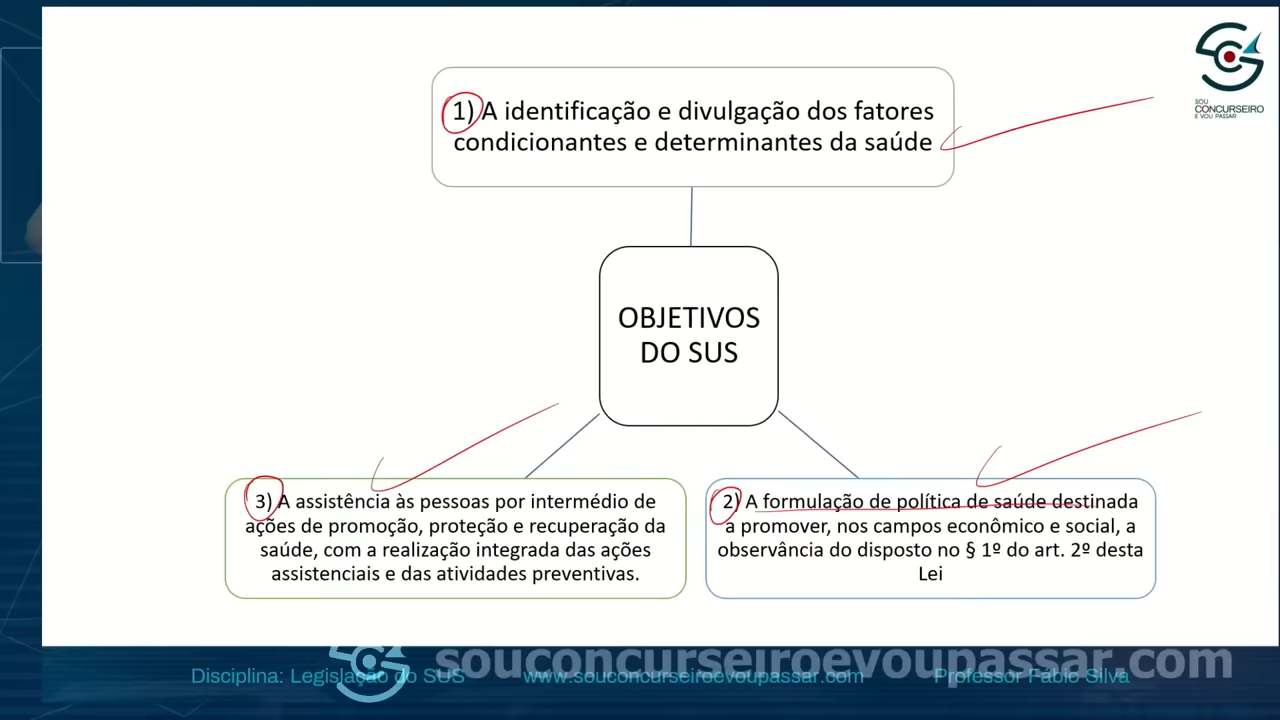 SOU
CONCURSEIRO
E VOU PASSAR
1) A identificação e divulgação dos fatores
condicionantes e determinantes da saúde
OBJETIVOS
DO SUS
3) A assistência às pessoas por intermédio de
ações de promoção, proteção e recuperação da
saúde, com a realização integrada das ações
assistenciais e das atividades preventivas.
2) A formulação de política de saúde destinada
a promover, nos campos econômico e social, a
observância do disposto no § 1º do art. 2º desta
Lei
souconcurseiroevoupassar.com
Disciplina: Legislação do SUS www.souconcurseiroevoupassar.com Professor Fábio Silva